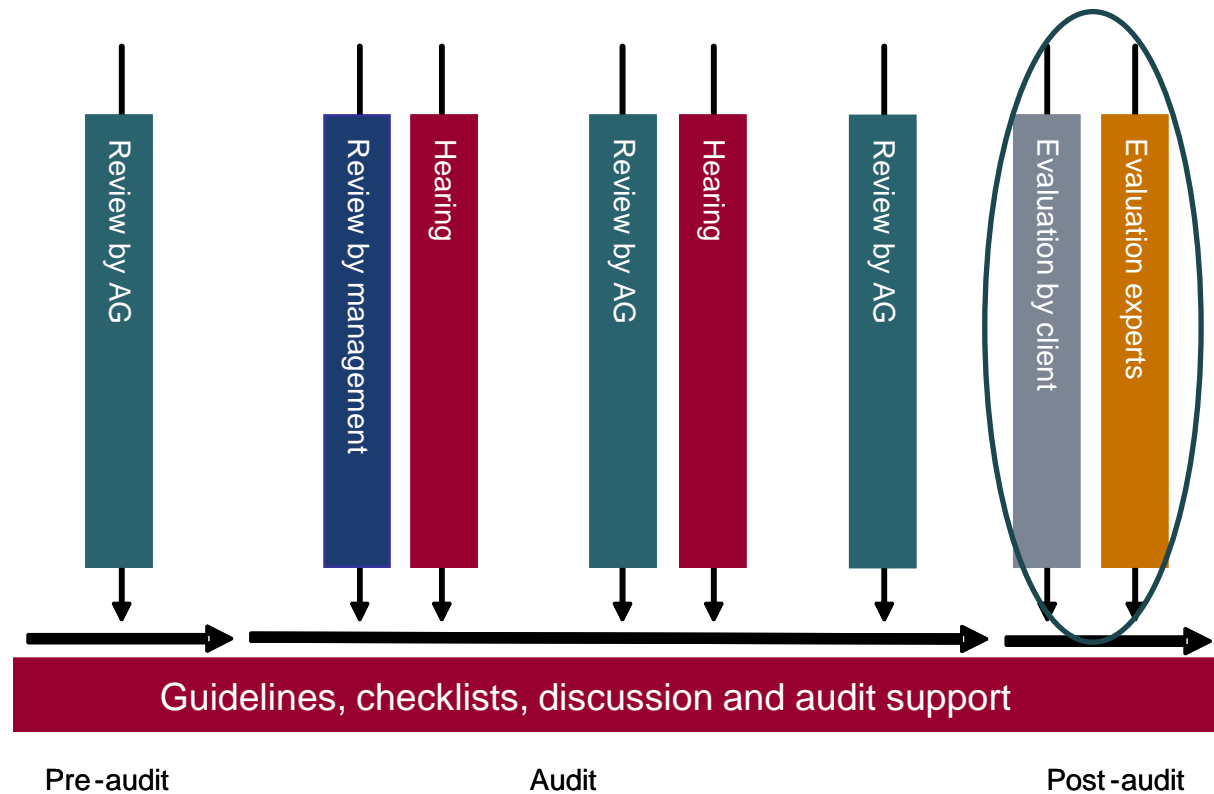 Review by AG
Review by management
Hearing
Review by AG
Hearing
Review by AG
Evaluation by client
Evaluation experts
Guidelines, checklists, discussion and audit support
Pre-audit
Audit
Post-audit